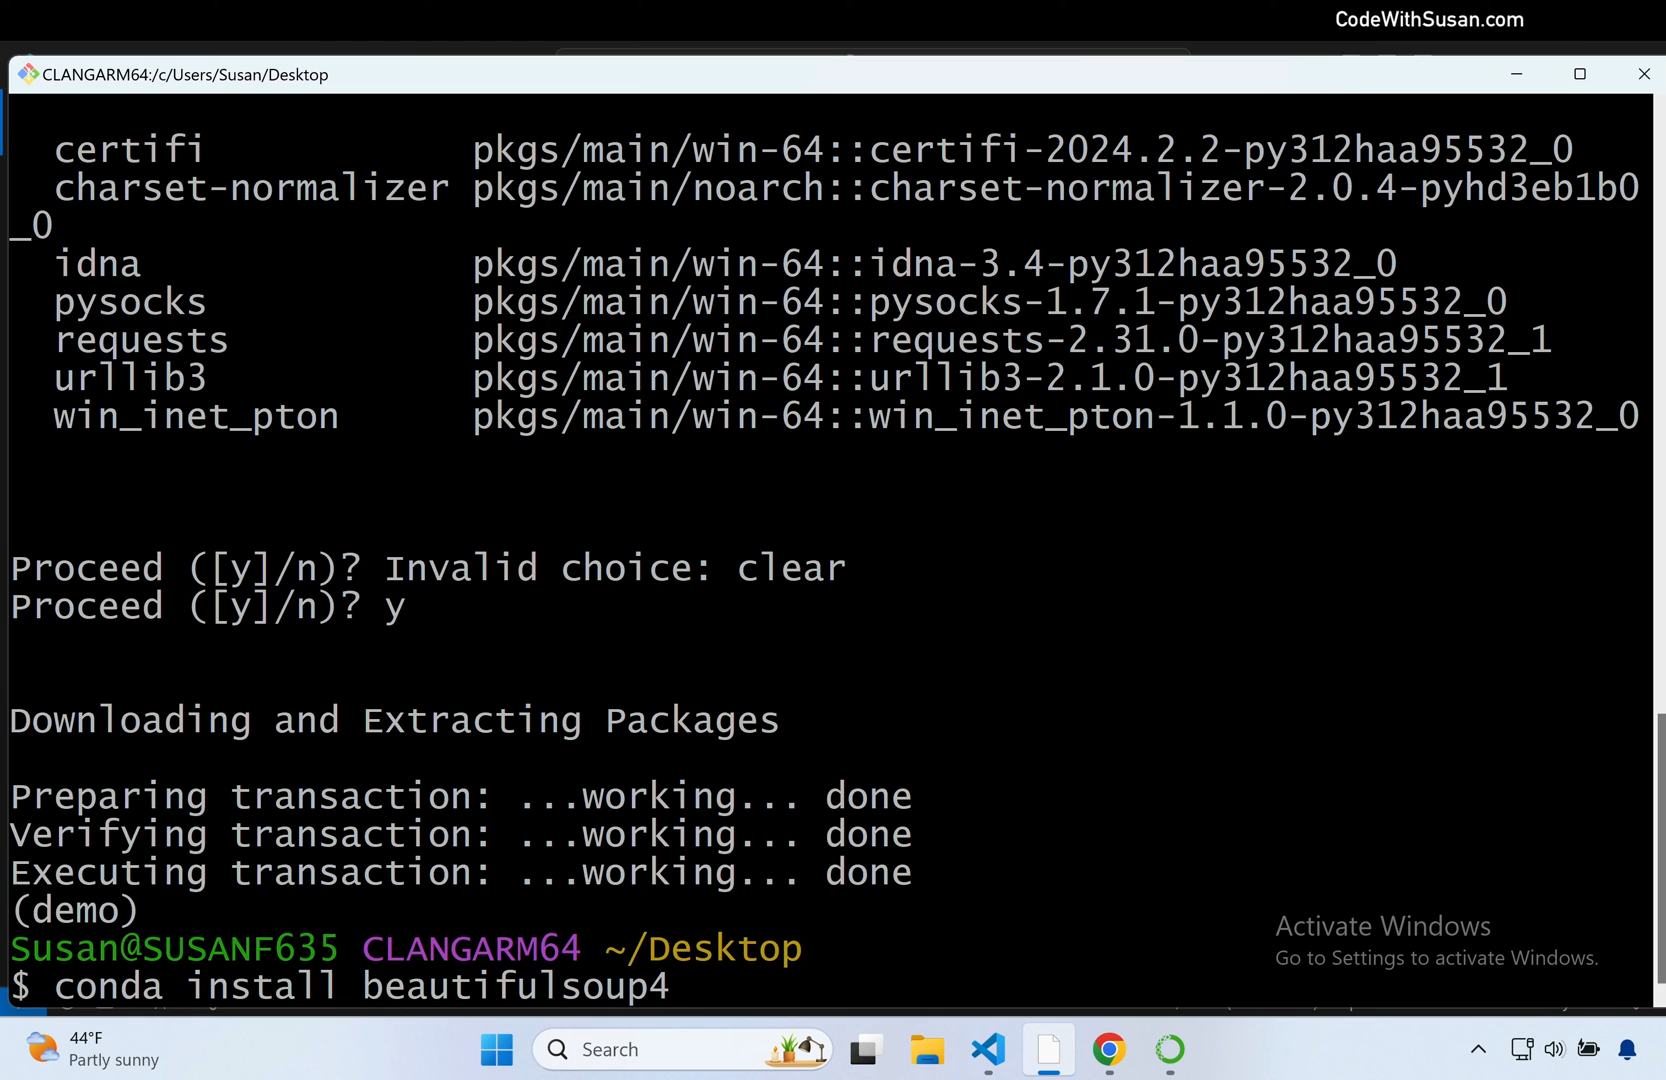 CodeWithSusan.com
CLANGARM64:/c/Users/Susan/Desktop
certifi pkgs/main/win-64::certifi-2024.2.2-py312haa95532_0
charset-normalizer pkgs/main/noarch::charset-normalizer-2.0.4-pyhd3eb1b0
_0
idna pkgs/main/win-64::idna-3.4-py312haa95532_0
pysocks pkgs/main/win-64::pysocks-1.7.1-py312haa95532_0
requests pkgs/main/win-64::requests-2.31.0-py312haa95532_1
urllib3 pkgs/main/win-64::urllib3-2.1.0-py312haa95532_1
win_inet_pton pkgs/main/win-64::win_inet_pton-1.1.0-py312haa95532_0
Proceed ([y]/n)? Invalid choice: clear
Proceed ([y]/n)? y
Downloading and Extracting Packages
Preparing transaction: ...working... done
Verifying transaction: ...working... done
Executing transaction: ...working... done
(demo)
Susan@SUSANF635 CLANGARM64 ~/Desktop
$ conda install beautifulsoup4
Activate Windows
Go to Settings to activate Windows.
44°F
Partly sunny
Search